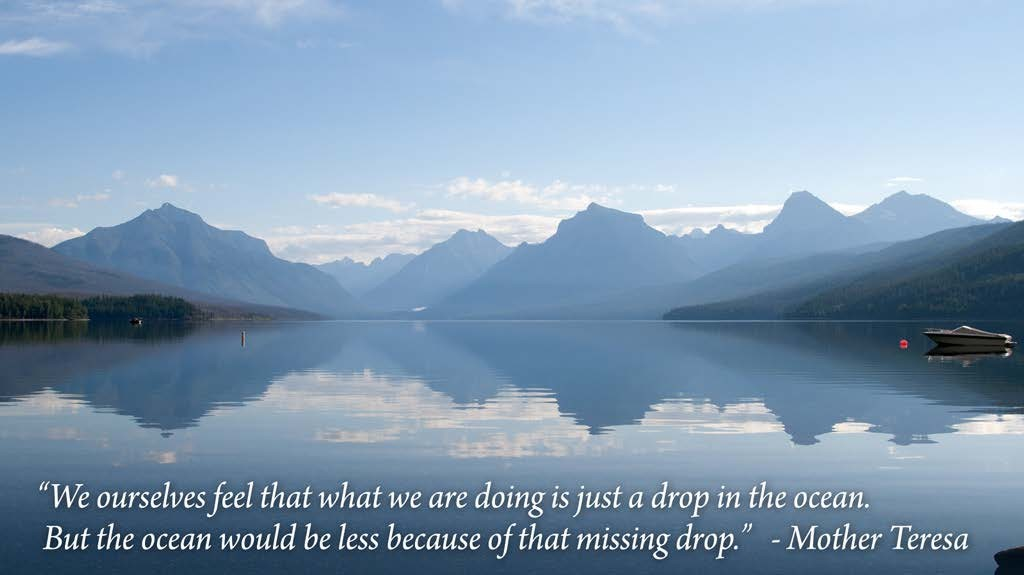 “We ourselves feel that what we are doing is just a drop in the ocean.
But the ocean would be less because of that missing drop.” - Mother Teresa